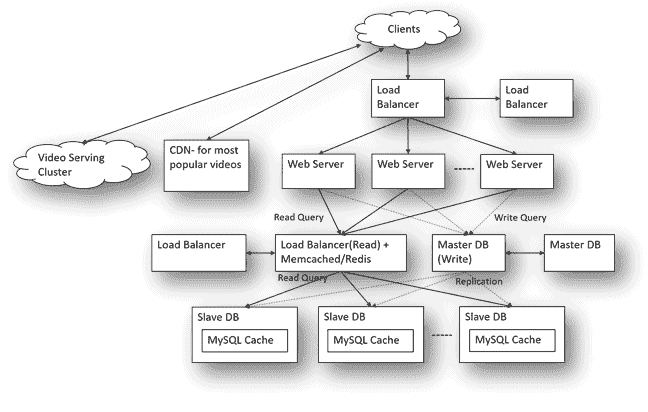 Clients
Load
Balancer
Load
Balancer
Video Serving
Cluster
CDN- for most
popular videos
Web Server
Web Server
Web Server
Read Query
Write Query
Load Balancer
Load Balancer(Read) +
Memcached/Redis
Master DB
(Write)
Master DB
Read Query
Replication
Slave DB
MySQL Cache
Slave DB
MySQL Cache
Slave DB
MySQL Cache